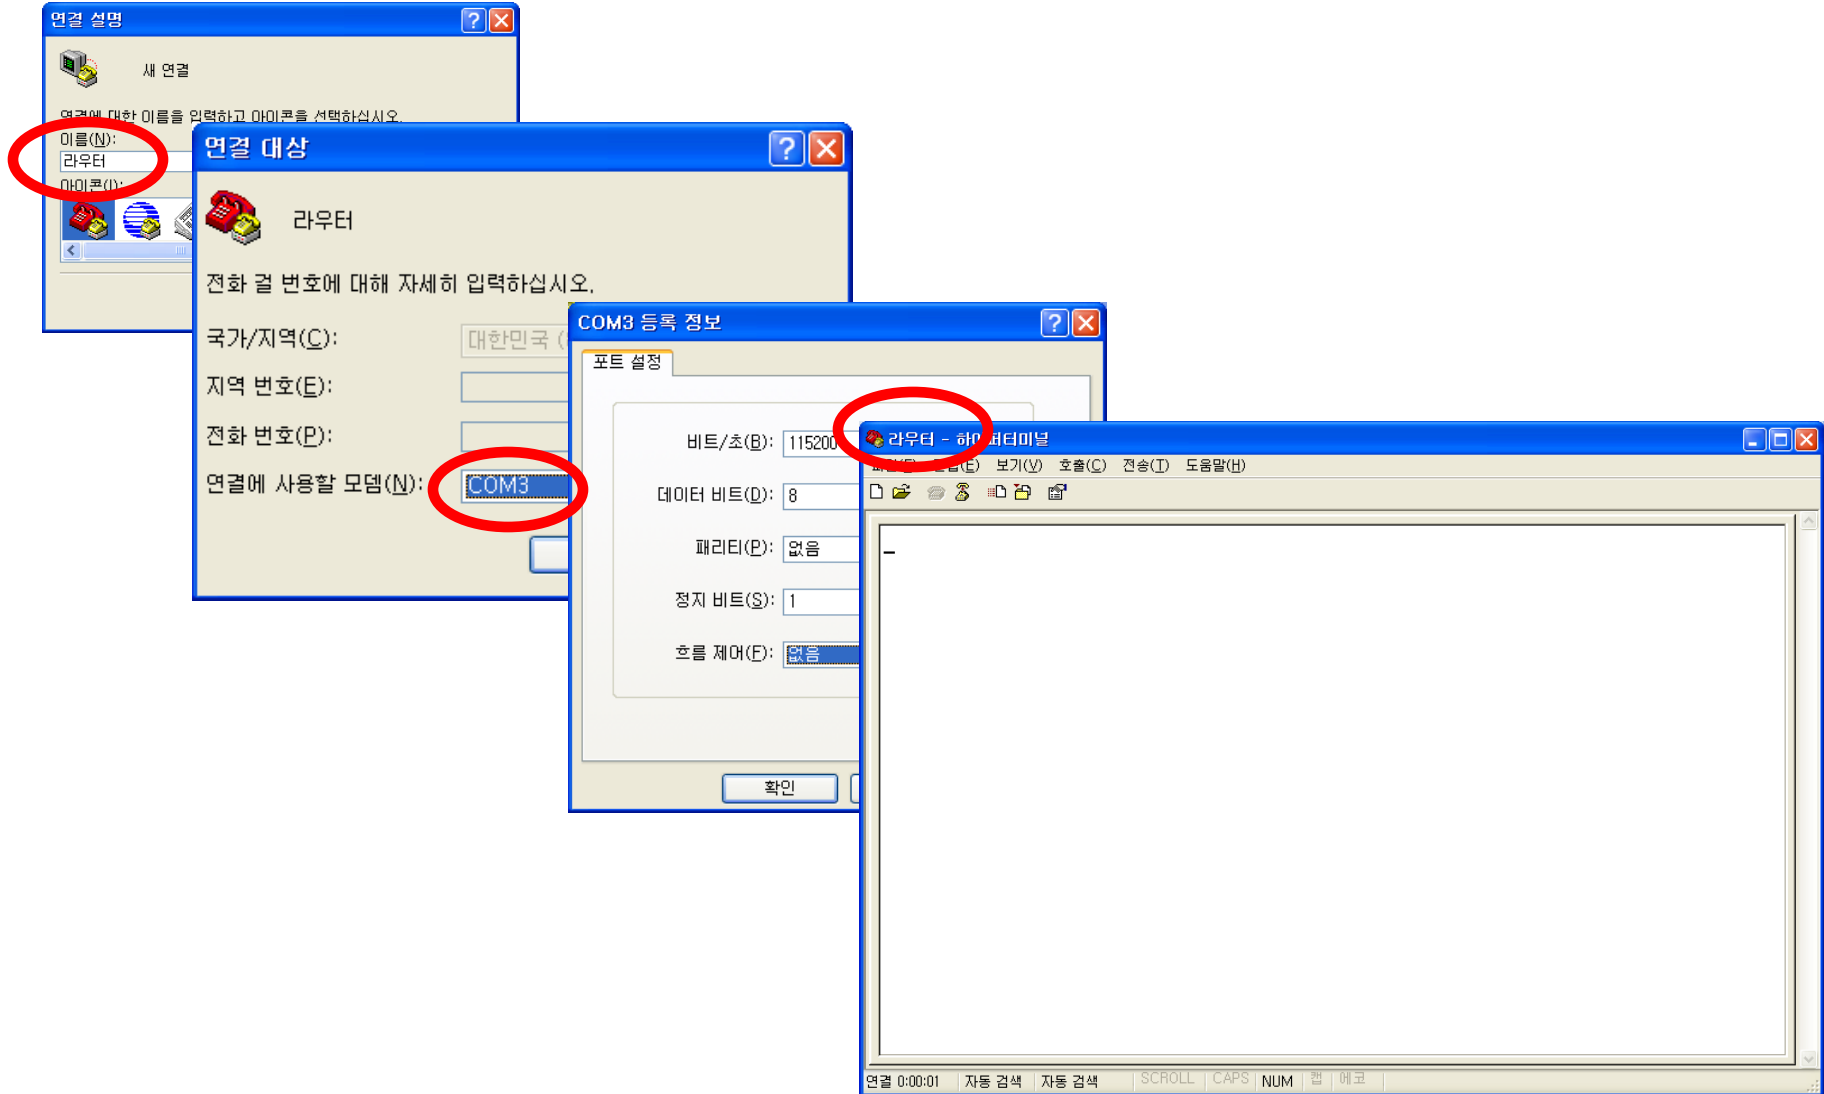 연결 설명
새 연결
연결에 대한 이름을 입력하고 아이콘을 선택하십시오.
이름(N):
라우터
아이콘(I):
연결 대상
라우터
전화 걸 번호에 대해 자세히 입력하십시오.
국가/지역(C): 대한민국 (
지역 번호(E):
전화 번호(P):
연결에 사용할 모뎀(N): COM3
COM3 등록 정보
포트 설정
비트/초(B): 115200
데이터 비트(D): 8
패리티(P): 없음
정지 비트(S): 1
흐름 제어(F): 없음
확인
라우터 - 하이퍼터미널
파일(F) 편집(E) 보기(V) 호출(C) 전송(T) 도움말(H)
연결 0:00:01 자동 검색 자동 검색 SCROLL CAPS NUM 캡 에코